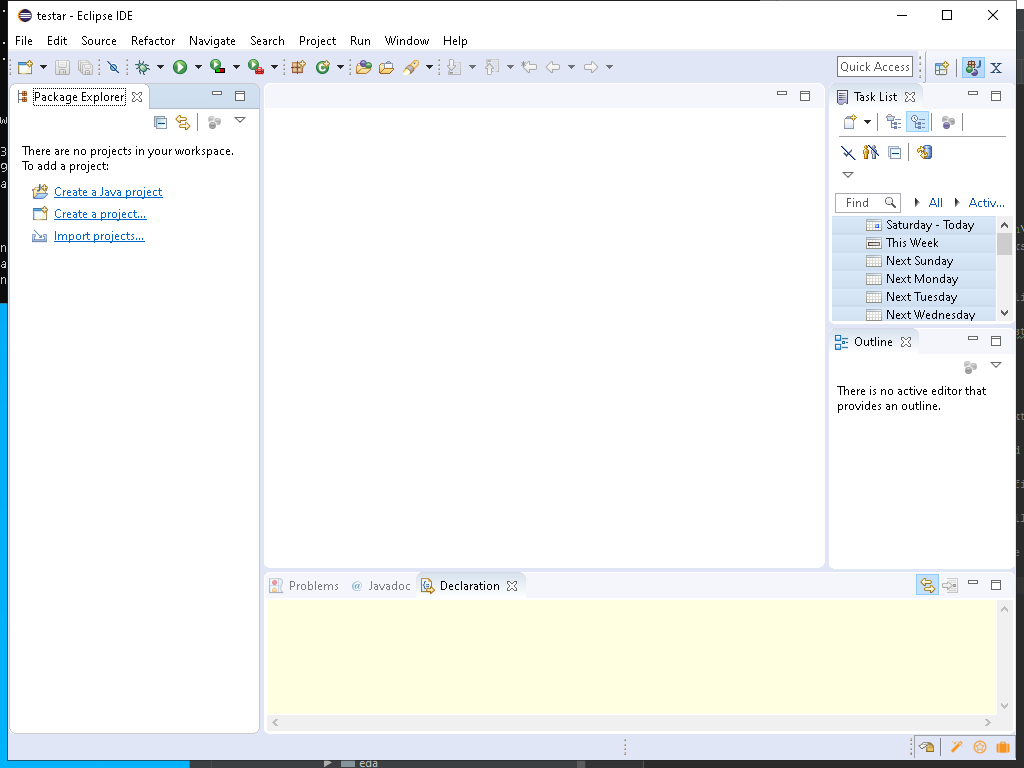 testar - Eclipse IDE
File Edit Source Refactor Navigate Search Project Run Window Help
Quick Access
Package Explorer
There are no projects in your workspace.
To add a project:
Create a Java project
Create a project...
Import projects...
Task List
Find All Activ...
Saturday - Today
This Week
Next Sunday
Next Monday
Next Tuesday
Next Wednesday
Outline
There is no active editor that
provides an outline.
Problems @ Javadoc Declaration
eda